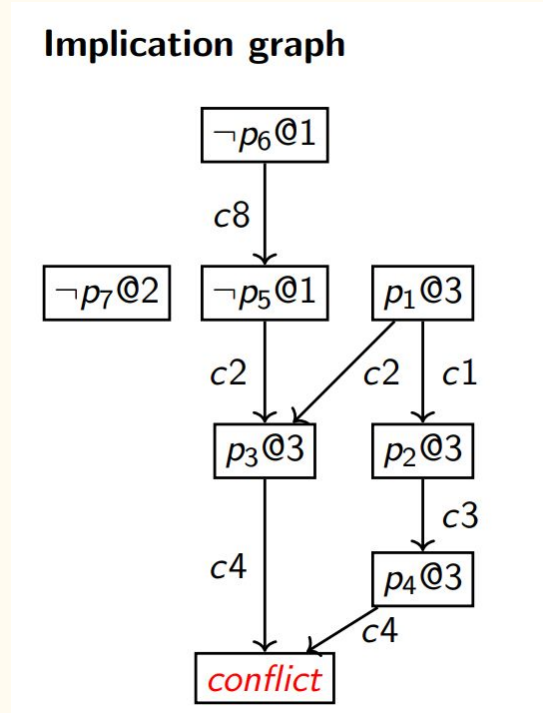 Implication graph
¬p₆@1
c8
¬p₇@2 ¬p₅@1 p₁@3
c2 c2 c1
p₃@3 p₂@3
c3
c4
p₄@3
c4
conflict